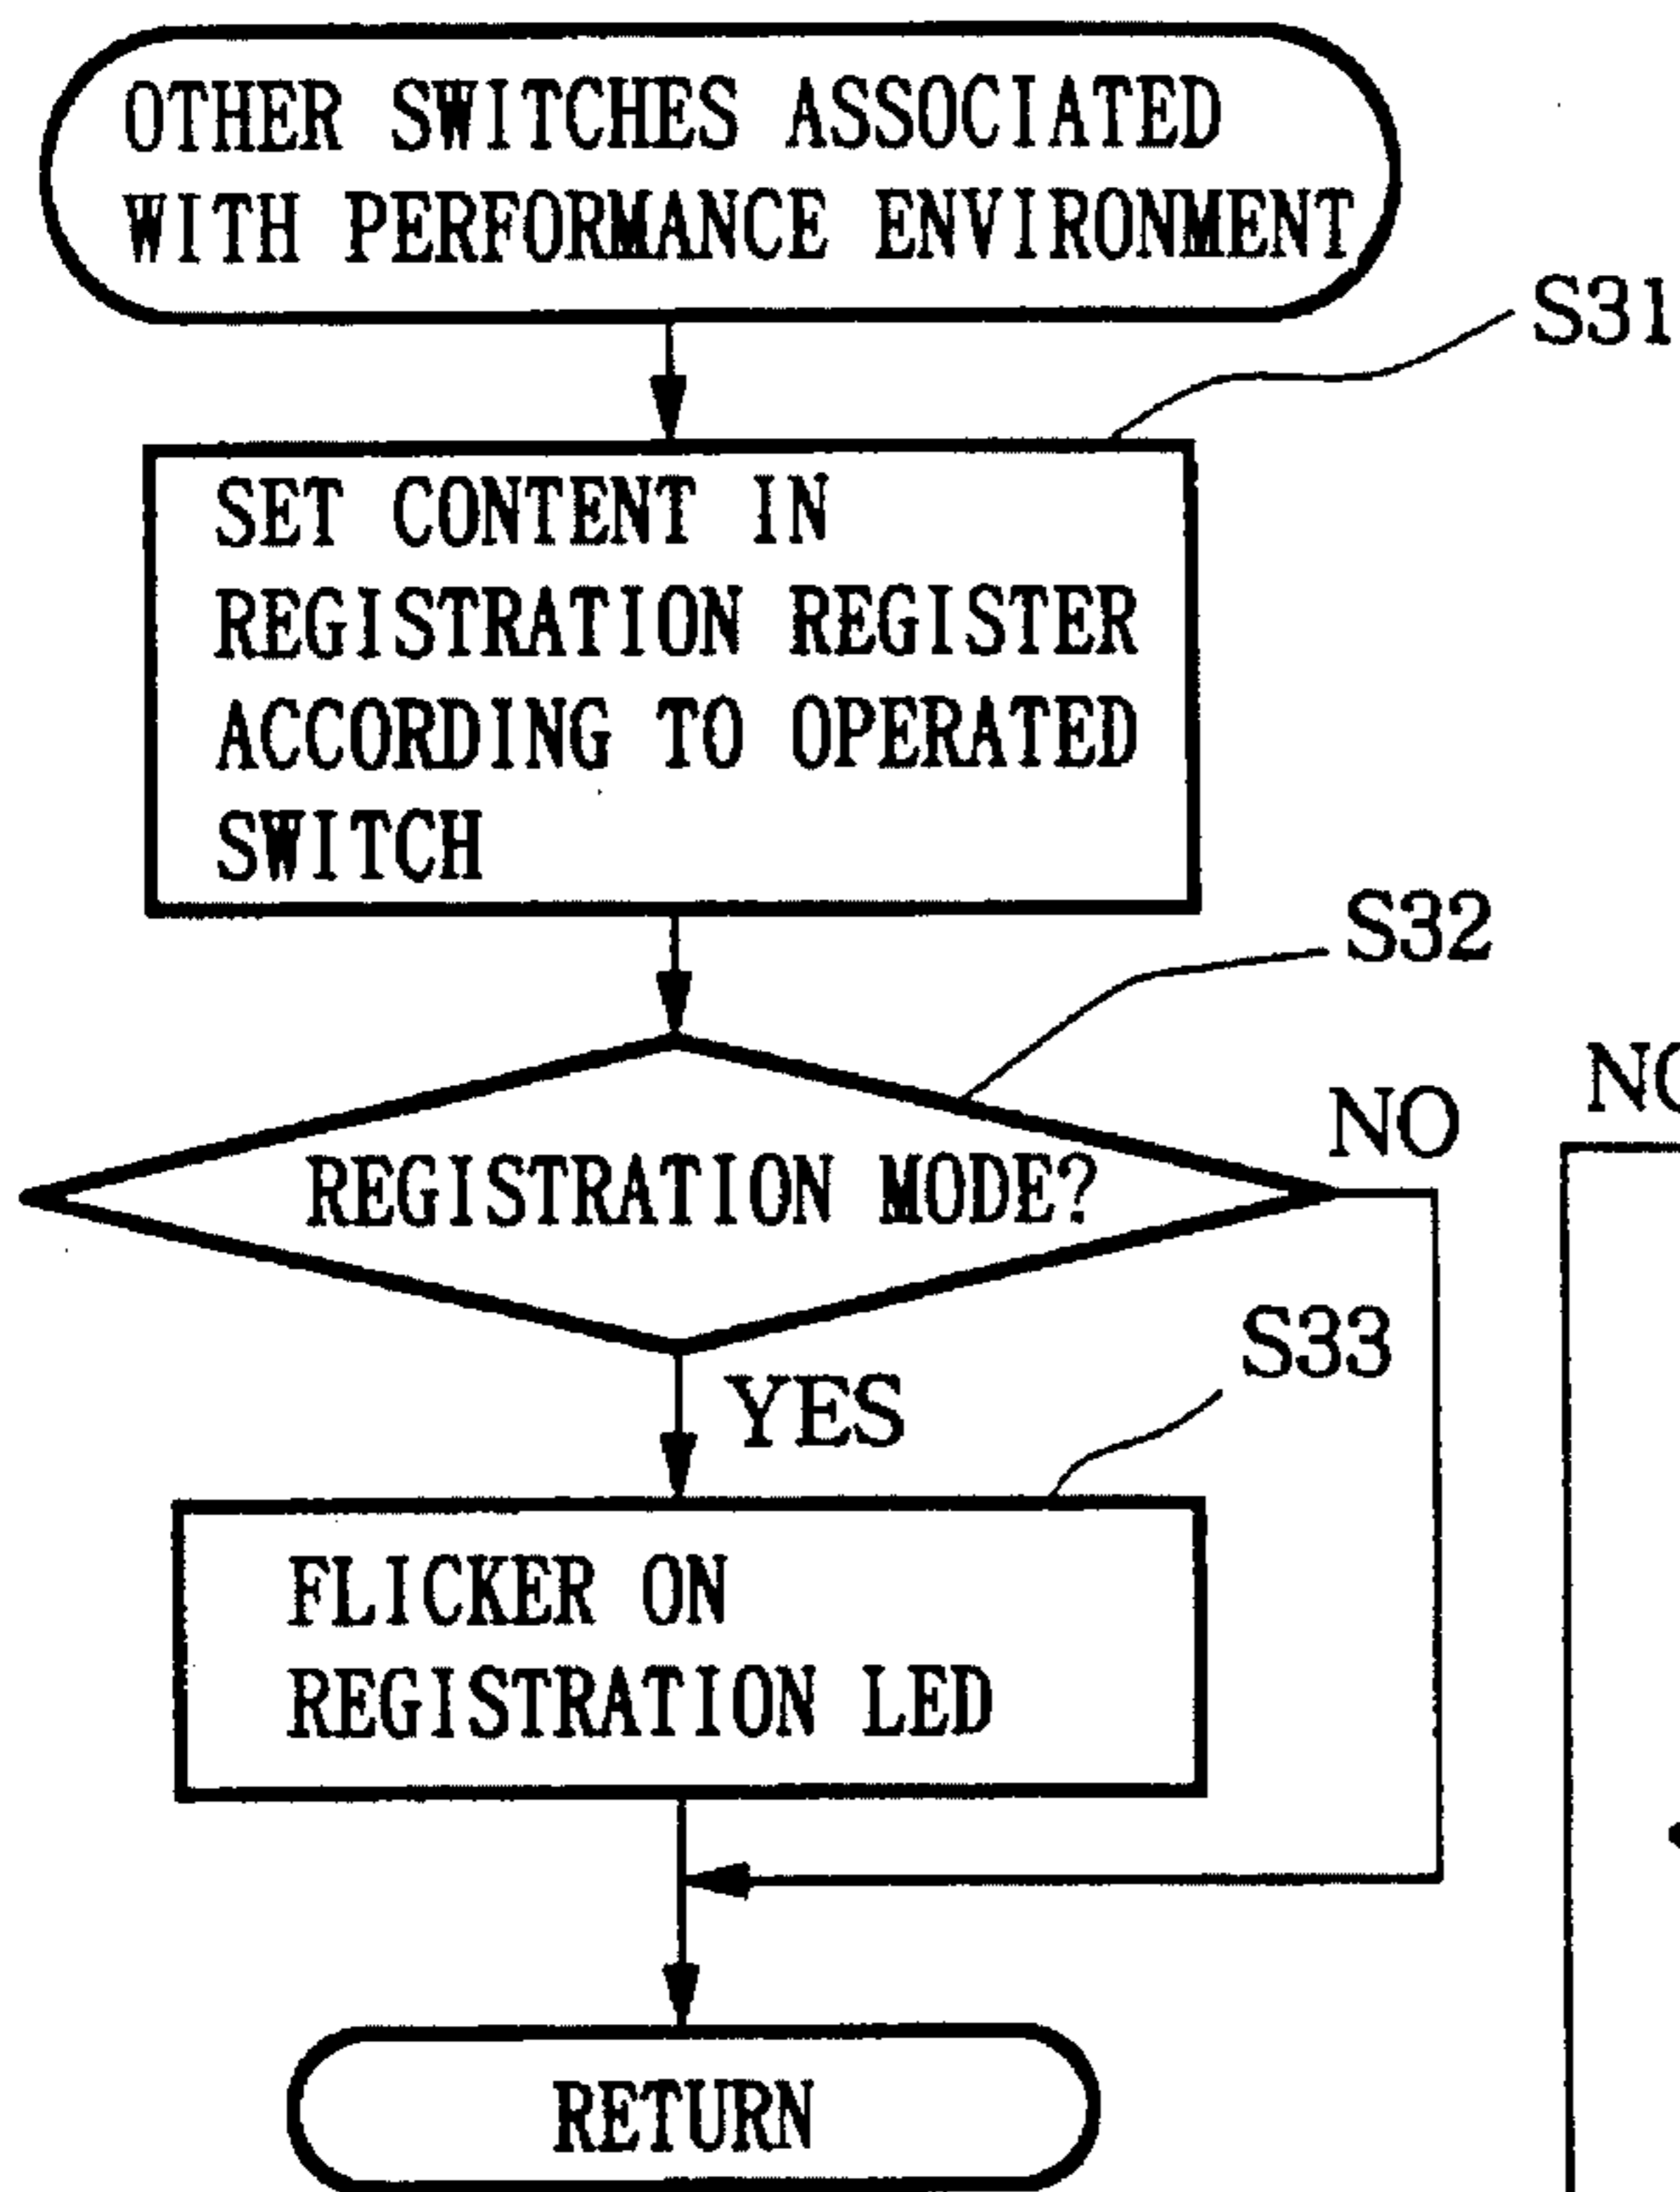 OTHER SWITCHES ASSOCIATED
WITH PERFORMANCE ENVIRONMENT
S31
SET CONTENT IN
REGISTRATION REGISTER
ACCORDING TO OPERATED
SWITCH
S32
NO
REGISTRATION MODE?
S33
YES
FLICKER ON
REGISTRATION LED
RETURN